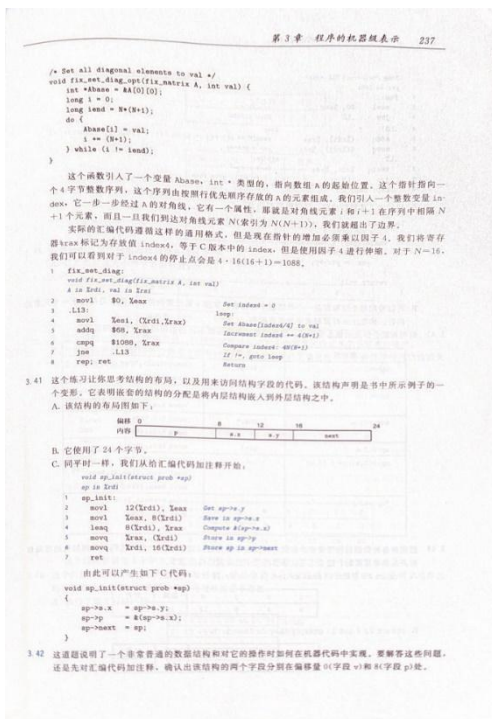 第 3 章 程序的机器级表示 237
/* Set all diagonal elements to val */
void fix_set_diag_opt(fix_matrix A, int val) {
int *Abase = &A[0][0];
long i = 0;
long iend = N*(N+1);
do {
Abase[i] = val;
i += (N+1);
} while (i != iend);
}
这个函数引入了一个变量 Abase，int * 类型的，指向数组 A 的起始位置。这个指针指向一
个 4 字节整数序列，这个序列由按照行优先顺序存放的 A 的元素组成。我们引入一个整数变量 in-
dex，它一步一步经过 A 的对角线，它有一个属性，那就是对角线元素 i 和 i+1 在序列中相隔 N
+1 个元素，而且一旦我们到达对角线元素 N(索引为 N(N+1))，我们就超出了边界。
实际的汇编代码遵循这样的通用格式，但是现在指针的增加必须乘以因子 4。我们将寄存
器 %rax 标记为存放值 index4，等于 C 版本中的 index，但是使用因子 4 进行伸缩。对于 N=16，
我们可以看到对于 index4 的停止点会是 4·16(16+1)=1088。
1 fix_set_diag:
void fix_set_diag(fix_matrix A, int val)
A in %rdi, val in %rsi
2 movl $0, %eax Set index4 = 0
3 .L13: loop:
4 movl %esi, (%rdi,%rax) Set Abase[index4/4] to val
5 addq $68, %rax Increment index4 += 4(N+1)
6 cmpq $1088, %rax Compare index4: 4N(N+1)
7 jne .L13 If !=, goto loop
8 rep; ret Return
3.41 这个练习让你思考结构的布局，以及用来访问结构字段的代码。该结构声明是书中所示例子的一
个变形。它表明嵌套的结构的分配是将内层结构嵌入到外层结构之中。
A. 该结构的布局图如下：
偏移 0 8 12 16 24
内容 p s.x s.y next
B. 它使用了 24 个字节。
C. 同平时一样，我们从给汇编代码加注释开始：
void sp_init(struct prob *sp)
sp in %rdi
1 sp_init:
2 movl 12(%rdi), %eax Get sp->s.y
3 movl %eax, 8(%rdi) Save in sp->s.x
4 leaq 8(%rdi), %rax Compute &(sp->s.x)
5 movq %rax, (%rdi) Store in sp->p
6 movq %rdi, 16(%rdi) Store sp in sp->next
7 ret
由此可以产生如下 C 代码：
void sp_init(struct prob *sp)
{
sp->s.x = sp->s.y;
sp->p = &(sp->s.x);
sp->next = sp;
}
3.42 这道题说明了一个非常普通的数据结构和对它的操作时如何在机器代码中实现。要解答这些问题，
还是先对汇编代码加注释，确认出该结构的两个字段分别在偏移量 0(字段 v)和 8(字段 p)处。